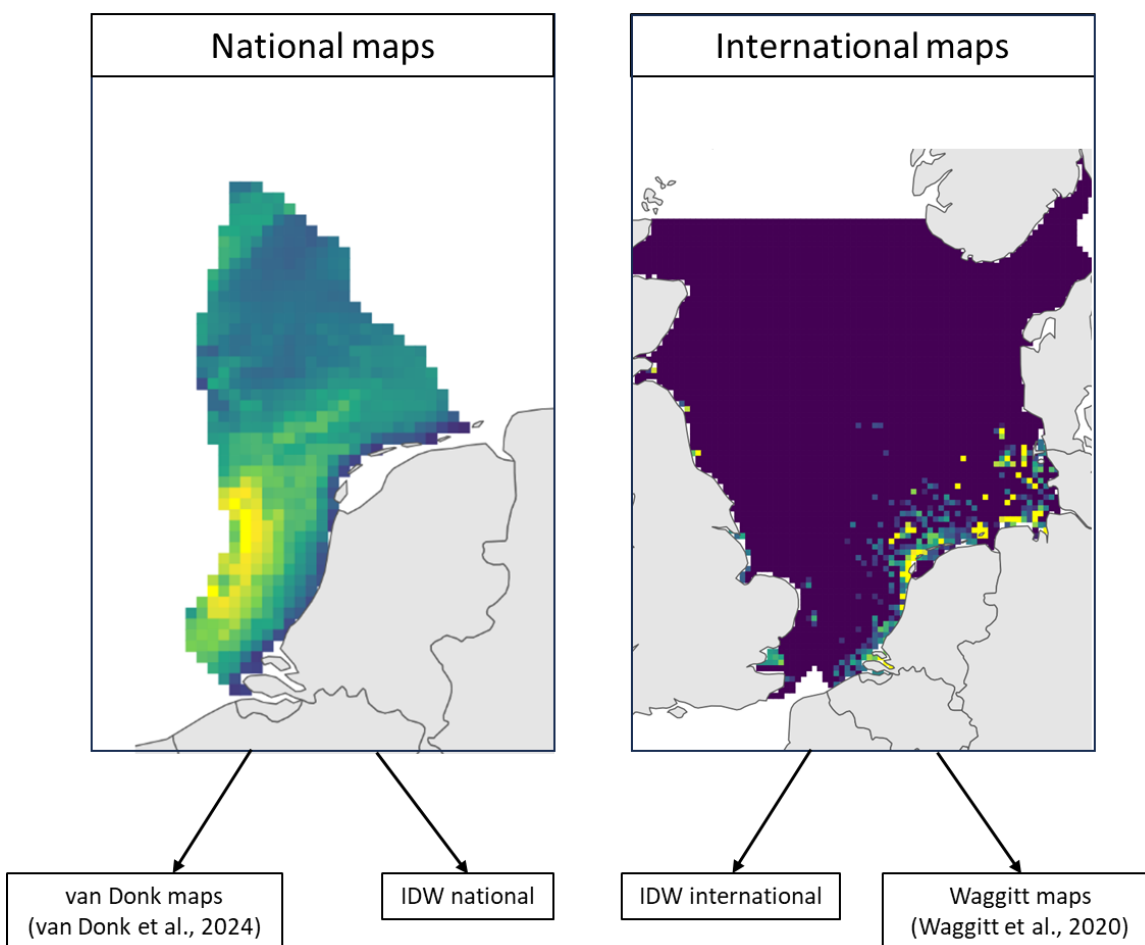 National maps
International maps
van Donk maps
(van Donk et al., 2024)
IDW national
IDW international
Waggitt maps
(Waggitt et al., 2020)